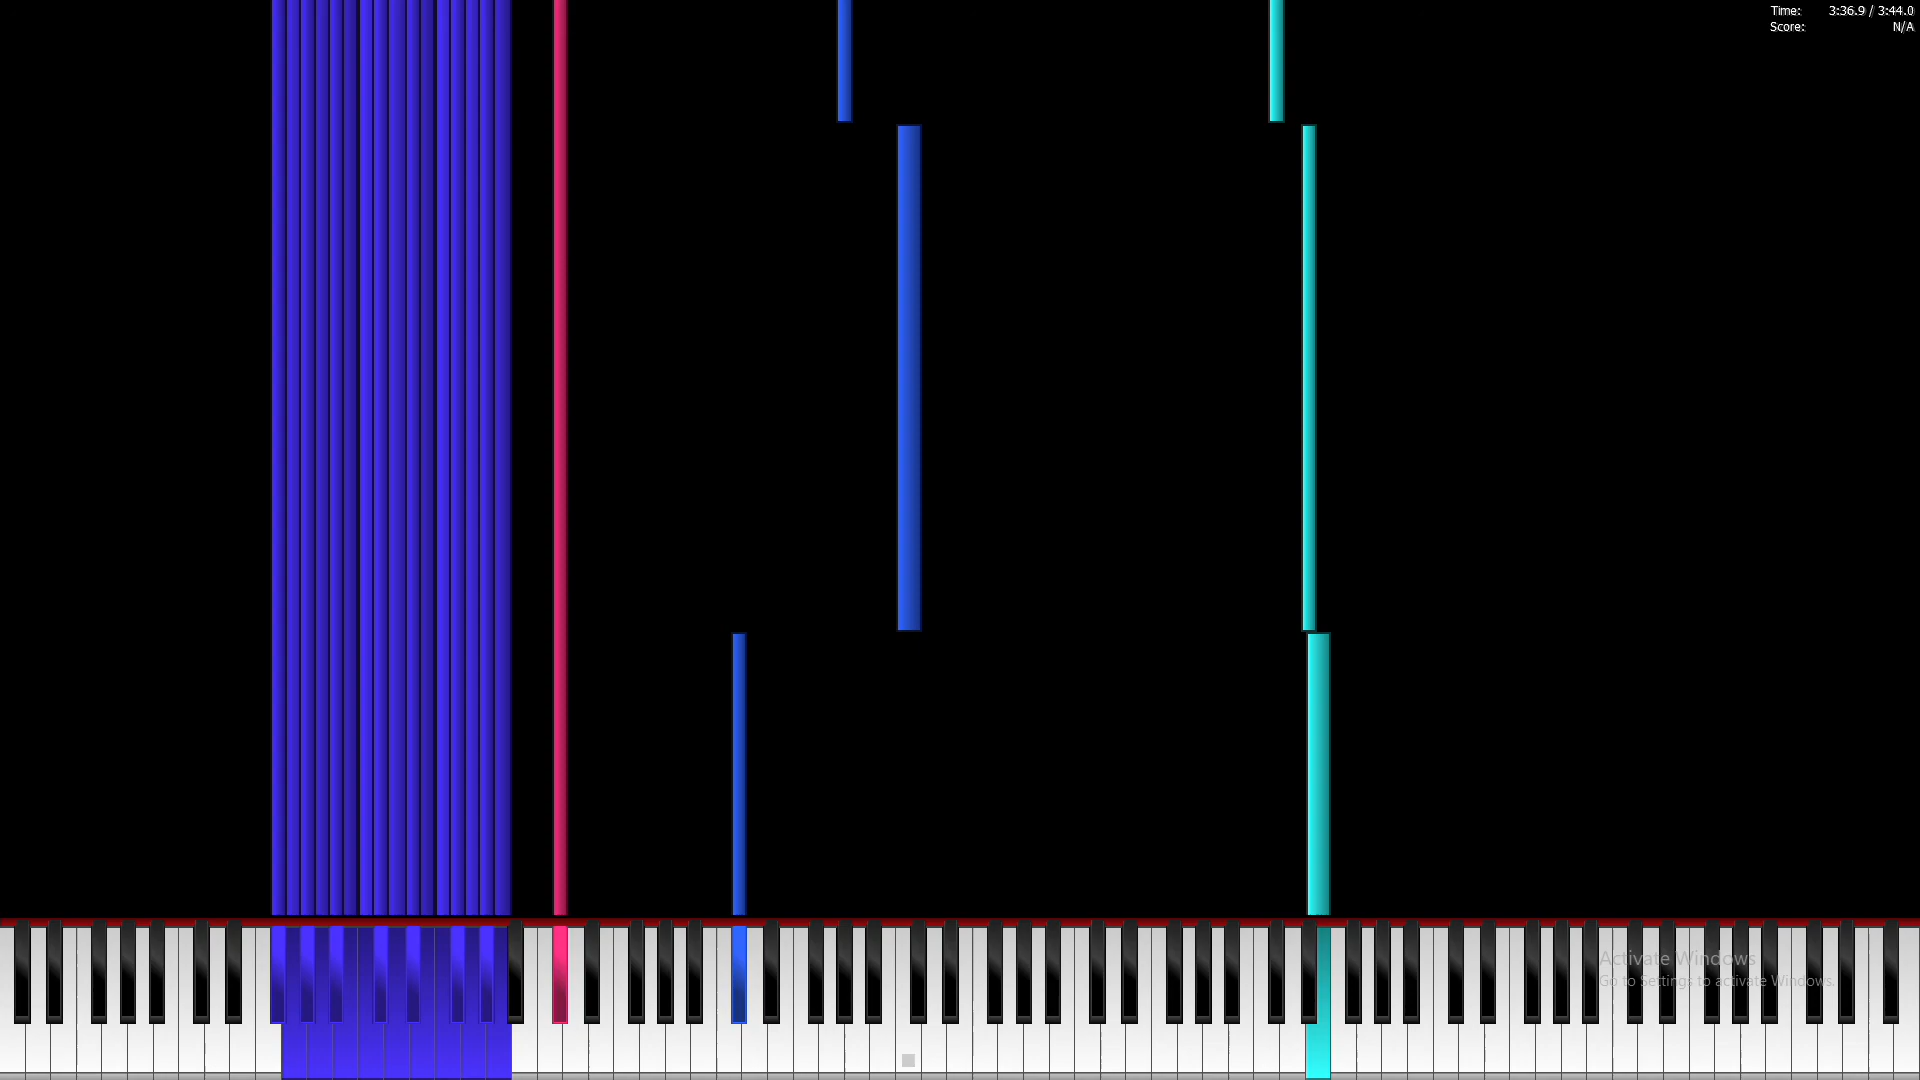 Time: 3:36.9 / 3:44.0
Score: N/A
Activate Windows
Go to Settings to activate Windows.